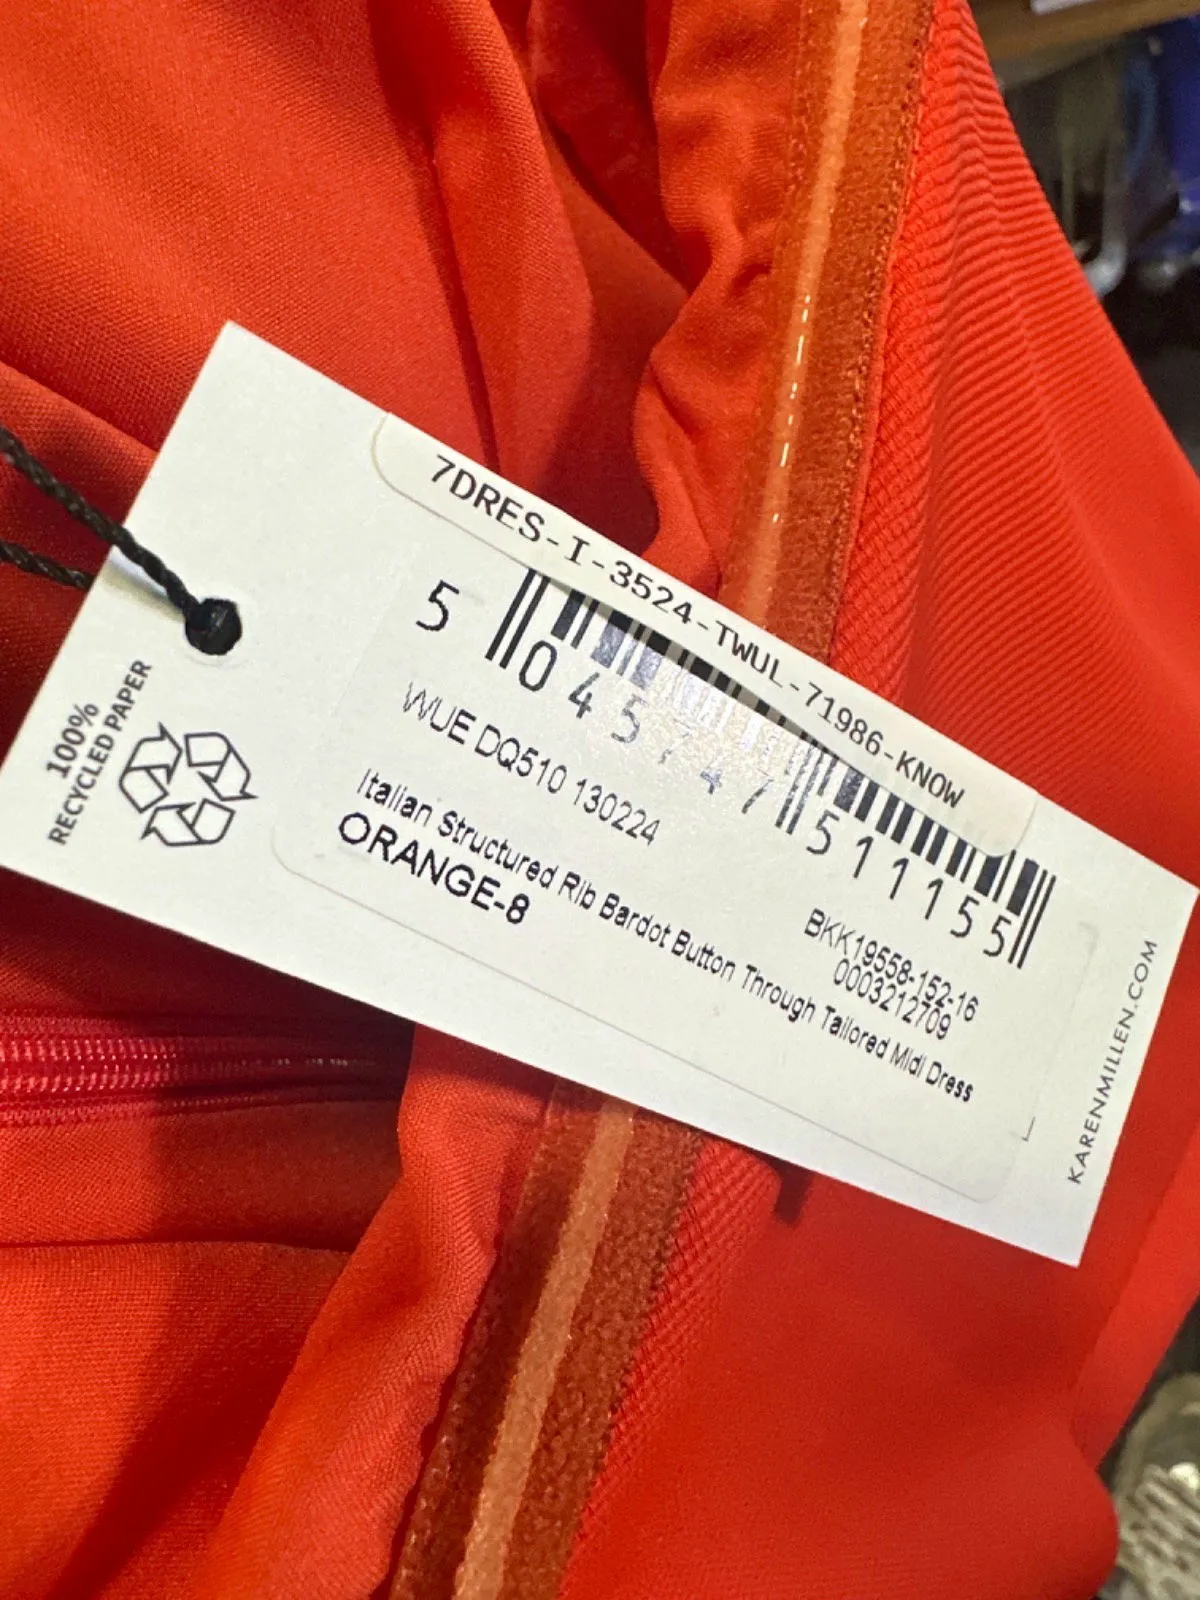 7DRES-I-3524-TWUL-71986-KNOW
5 045747 511155
WUE DQ510 130224
BKK19558-152-16
0003212709
Italian Structured Rib Bardot Button Through Tailored Midi Dress
ORANGE-8
100%
RECYCLED PAPER
KARENMILLEN.COM